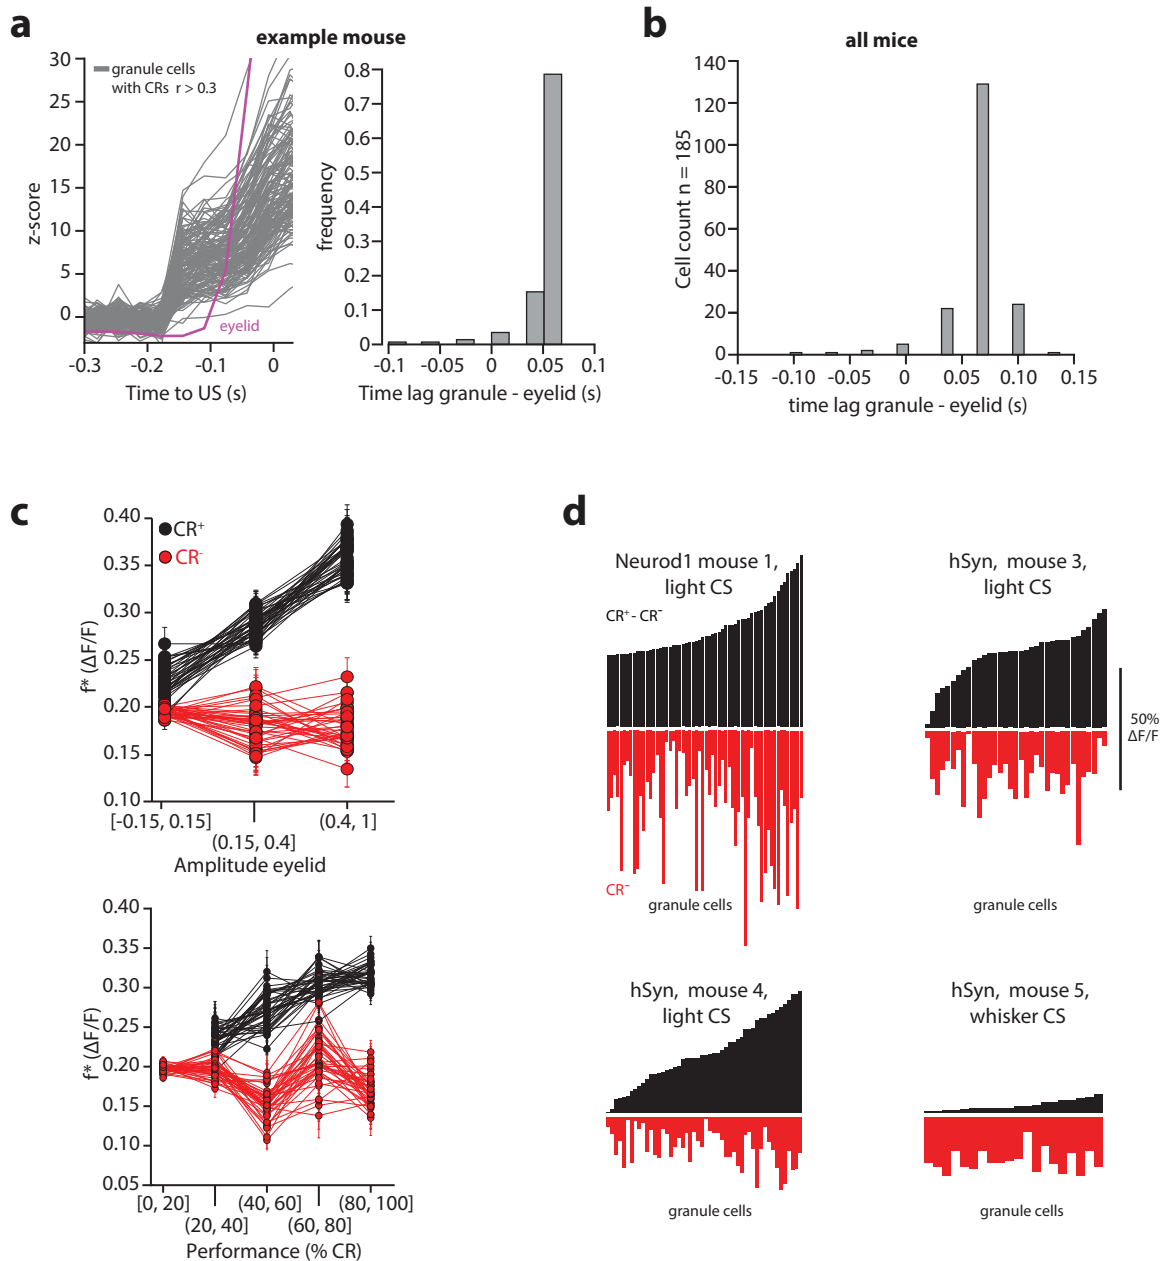 a
example mouse
30
25
20
15
10
5
0
z-score
granule cells
with CRs r > 0.3
eyelid
-0.3
-0.2
-0.1
0
Time to US (s)
0.8
0.7
0.6
0.5
0.4
0.3
0.2
0.1
0
frequency
-0.1
-0.05
0
0.05
0.1
Time lag granule - eyelid (s)
b
all mice
140
120
100
80
60
40
20
0
Cell count n = 185
-0.15
-0.10
-0.05
0
0.05
0.10
0.15
time lag granule - eyelid (s)
c
0.40
0.35
0.30
0.25
0.20
0.15
0.10
f* (ΔF/F)
CR+
CR-
[-0.15, 0.15]
(0.15, 0.4]
(0.4, 1]
Amplitude eyelid
0.40
0.35
0.30
0.25
0.20
0.15
0.10
0.05
f* (ΔF/F)
[0, 20]
(20, 40]
(40, 60]
(60, 80]
(80, 100]
Performance (% CR)
d
Neurod1 mouse 1,
light CS
CR+ - CR-
CR-
granule cells
hSyn, mouse 3,
light CS
50%
ΔF/F
granule cells
hSyn, mouse 4,
light CS
granule cells
hSyn, mouse 5,
whisker CS
granule cells